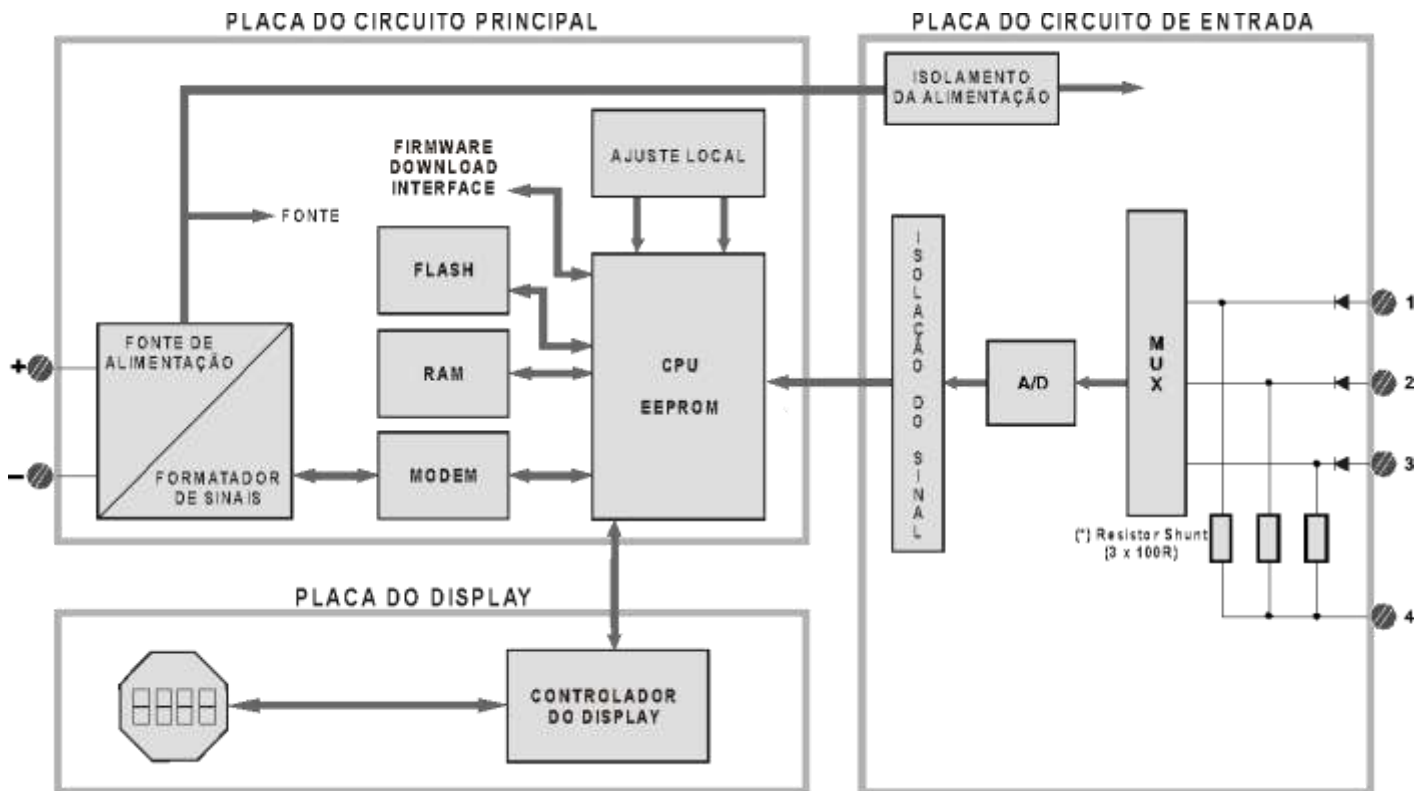 PLACA DO CIRCUITO PRINCIPAL
PLACA DO CIRCUITO DE ENTRADA
ISOLAMENTO
DA ALIMENTAÇÃO
AJUSTE LOCAL
FIRMWARE
DOWNLOAD
INTERFACE
FONTE
FLASH
RAM
MODEM
CPU
EEPROM
FONTE DE
ALIMENTAÇÃO
FORMATADOR
DE SINAIS
+
-
ISOLAÇÃO DO SINAL
A/D
MUX
1
2
3
(*) Resistor Shunt
(3 x 100R)
4
PLACA DO DISPLAY
CONTROLADOR
DO DISPLAY